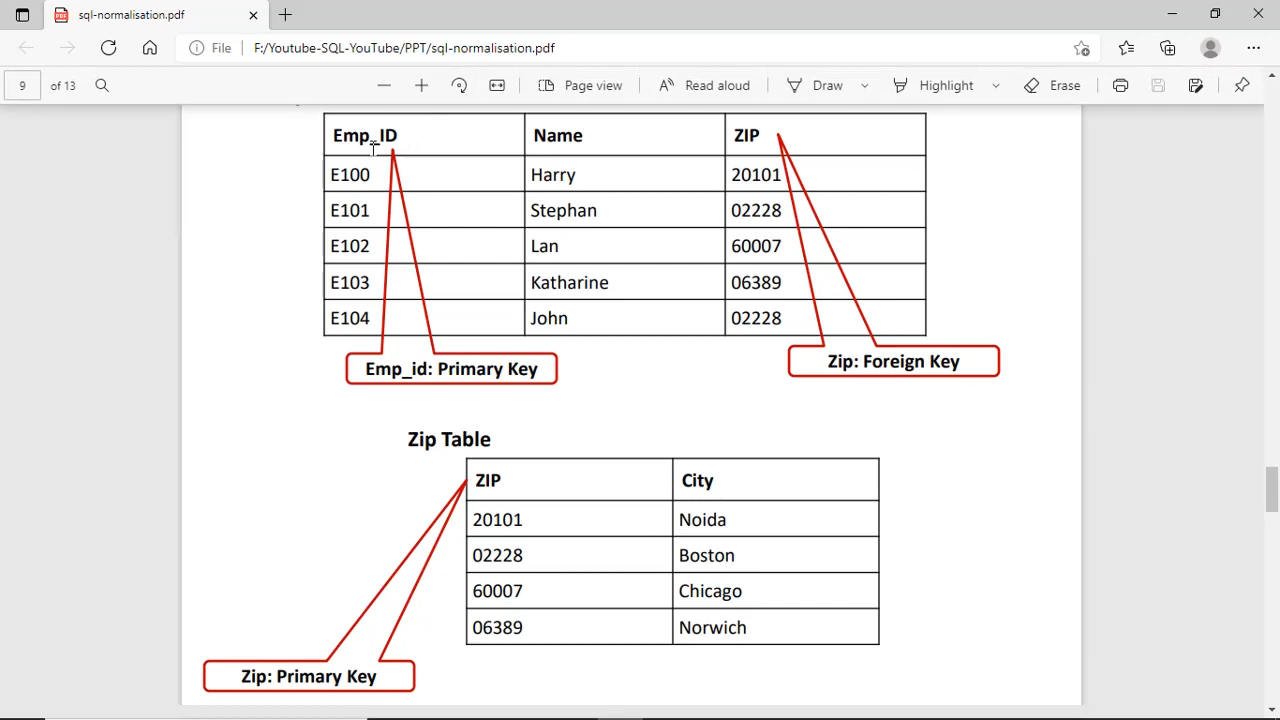 sql-normalisation.pdf
File F:/Youtube-SQL-YouTube/PPT/sql-normalisation.pdf
9 of 13 Page view Read aloud Draw Highlight Erase
Emp_ID Name ZIP
E100 Harry 20101
E101 Stephan 02228
E102 Lan 60007
E103 Katharine 06389
E104 John 02228
Emp_id: Primary Key
Zip: Foreign Key
Zip Table
ZIP City
20101 Noida
02228 Boston
60007 Chicago
06389 Norwich
Zip: Primary Key